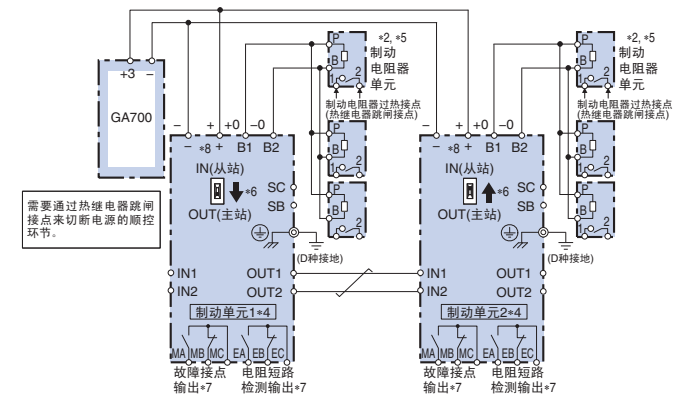 +3 −
GA700
需要通过热继电器跳闸
接点来切断电源的顺控
环节。
− + +0 −0
− *8 + B1 B2
IN(从站)
*6
OUT(主站)
SC
SB
(D种接地)
IN1 OUT1
IN2 OUT2
制动单元1*4
MA MB MC EA EB EC
故障接点
输出*7
电阻短路
检测输出*7
P
B
1 2
*2, *5
制动
电阻器
单元
制动电阻器过热接点
(热继电器跳闸接点)
P
B
1 2
P
B
1 2
− + +0 −0
− *8 + B1 B2
IN(从站)
*6
OUT(主站)
SC
SB
(D种接地)
IN1 OUT1
IN2 OUT2
制动单元2*4
MA MB MC EA EB EC
故障接点
输出*7
电阻短路
检测输出*7
P
B
1 2
*2, *5
制动
电阻器
单元
制动电阻器过热接点
(热继电器跳闸接点)
P
B
1 2
P
B
1 2